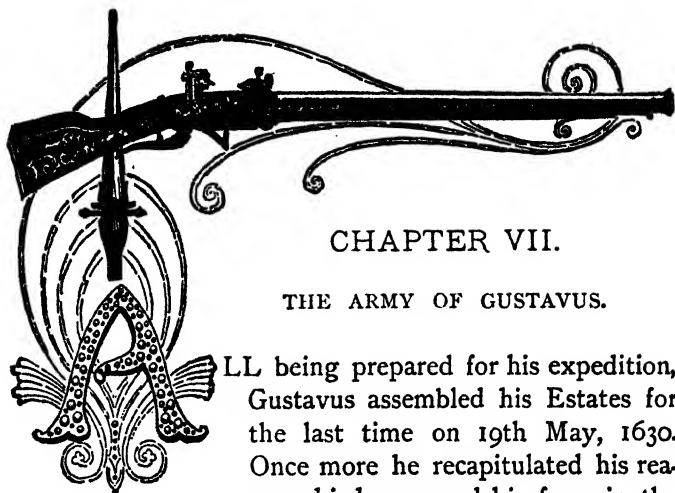 CHAPTER VII.
THE ARMY OF GUSTAVUS.
ALL being prepared for his expedition,
Gustavus assembled his Estates for
the last time on 19th May, 1630.
Once more he recapitulated his rea-